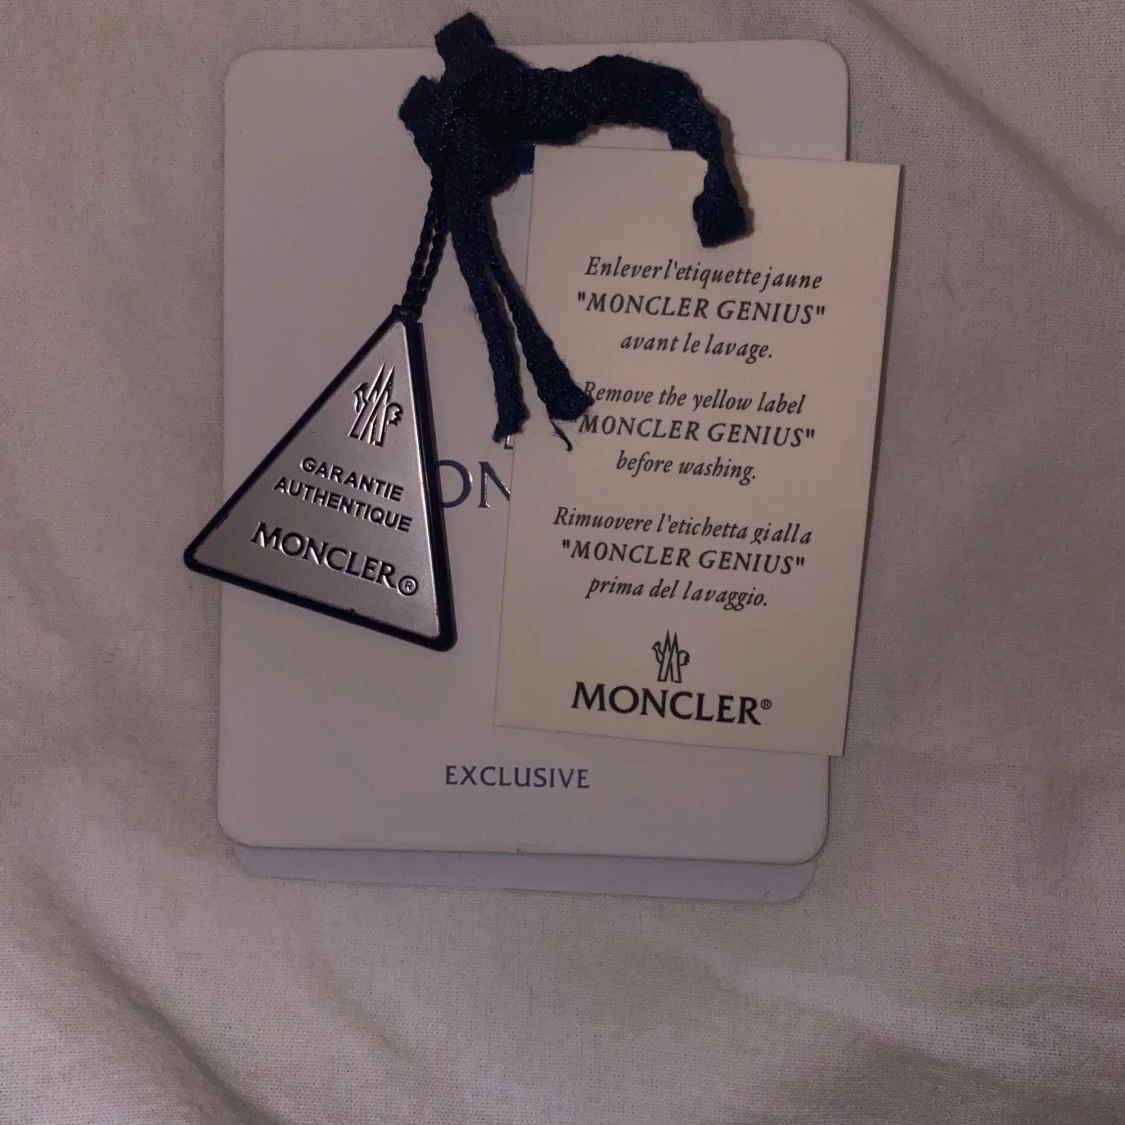 GARANTIE
AUTHENTIQUE
MONCLER®
ON
EXCLUSIVE
Enlever l'etiquette jaune
"MONCLER GENIUS"
avant le lavage.
Remove the yellow label
MONCLER GENIUS"
before washing.
Rimuovere l'etichetta gialla
"MONCLER GENIUS"
prima del lavaggio.
MONCLER®